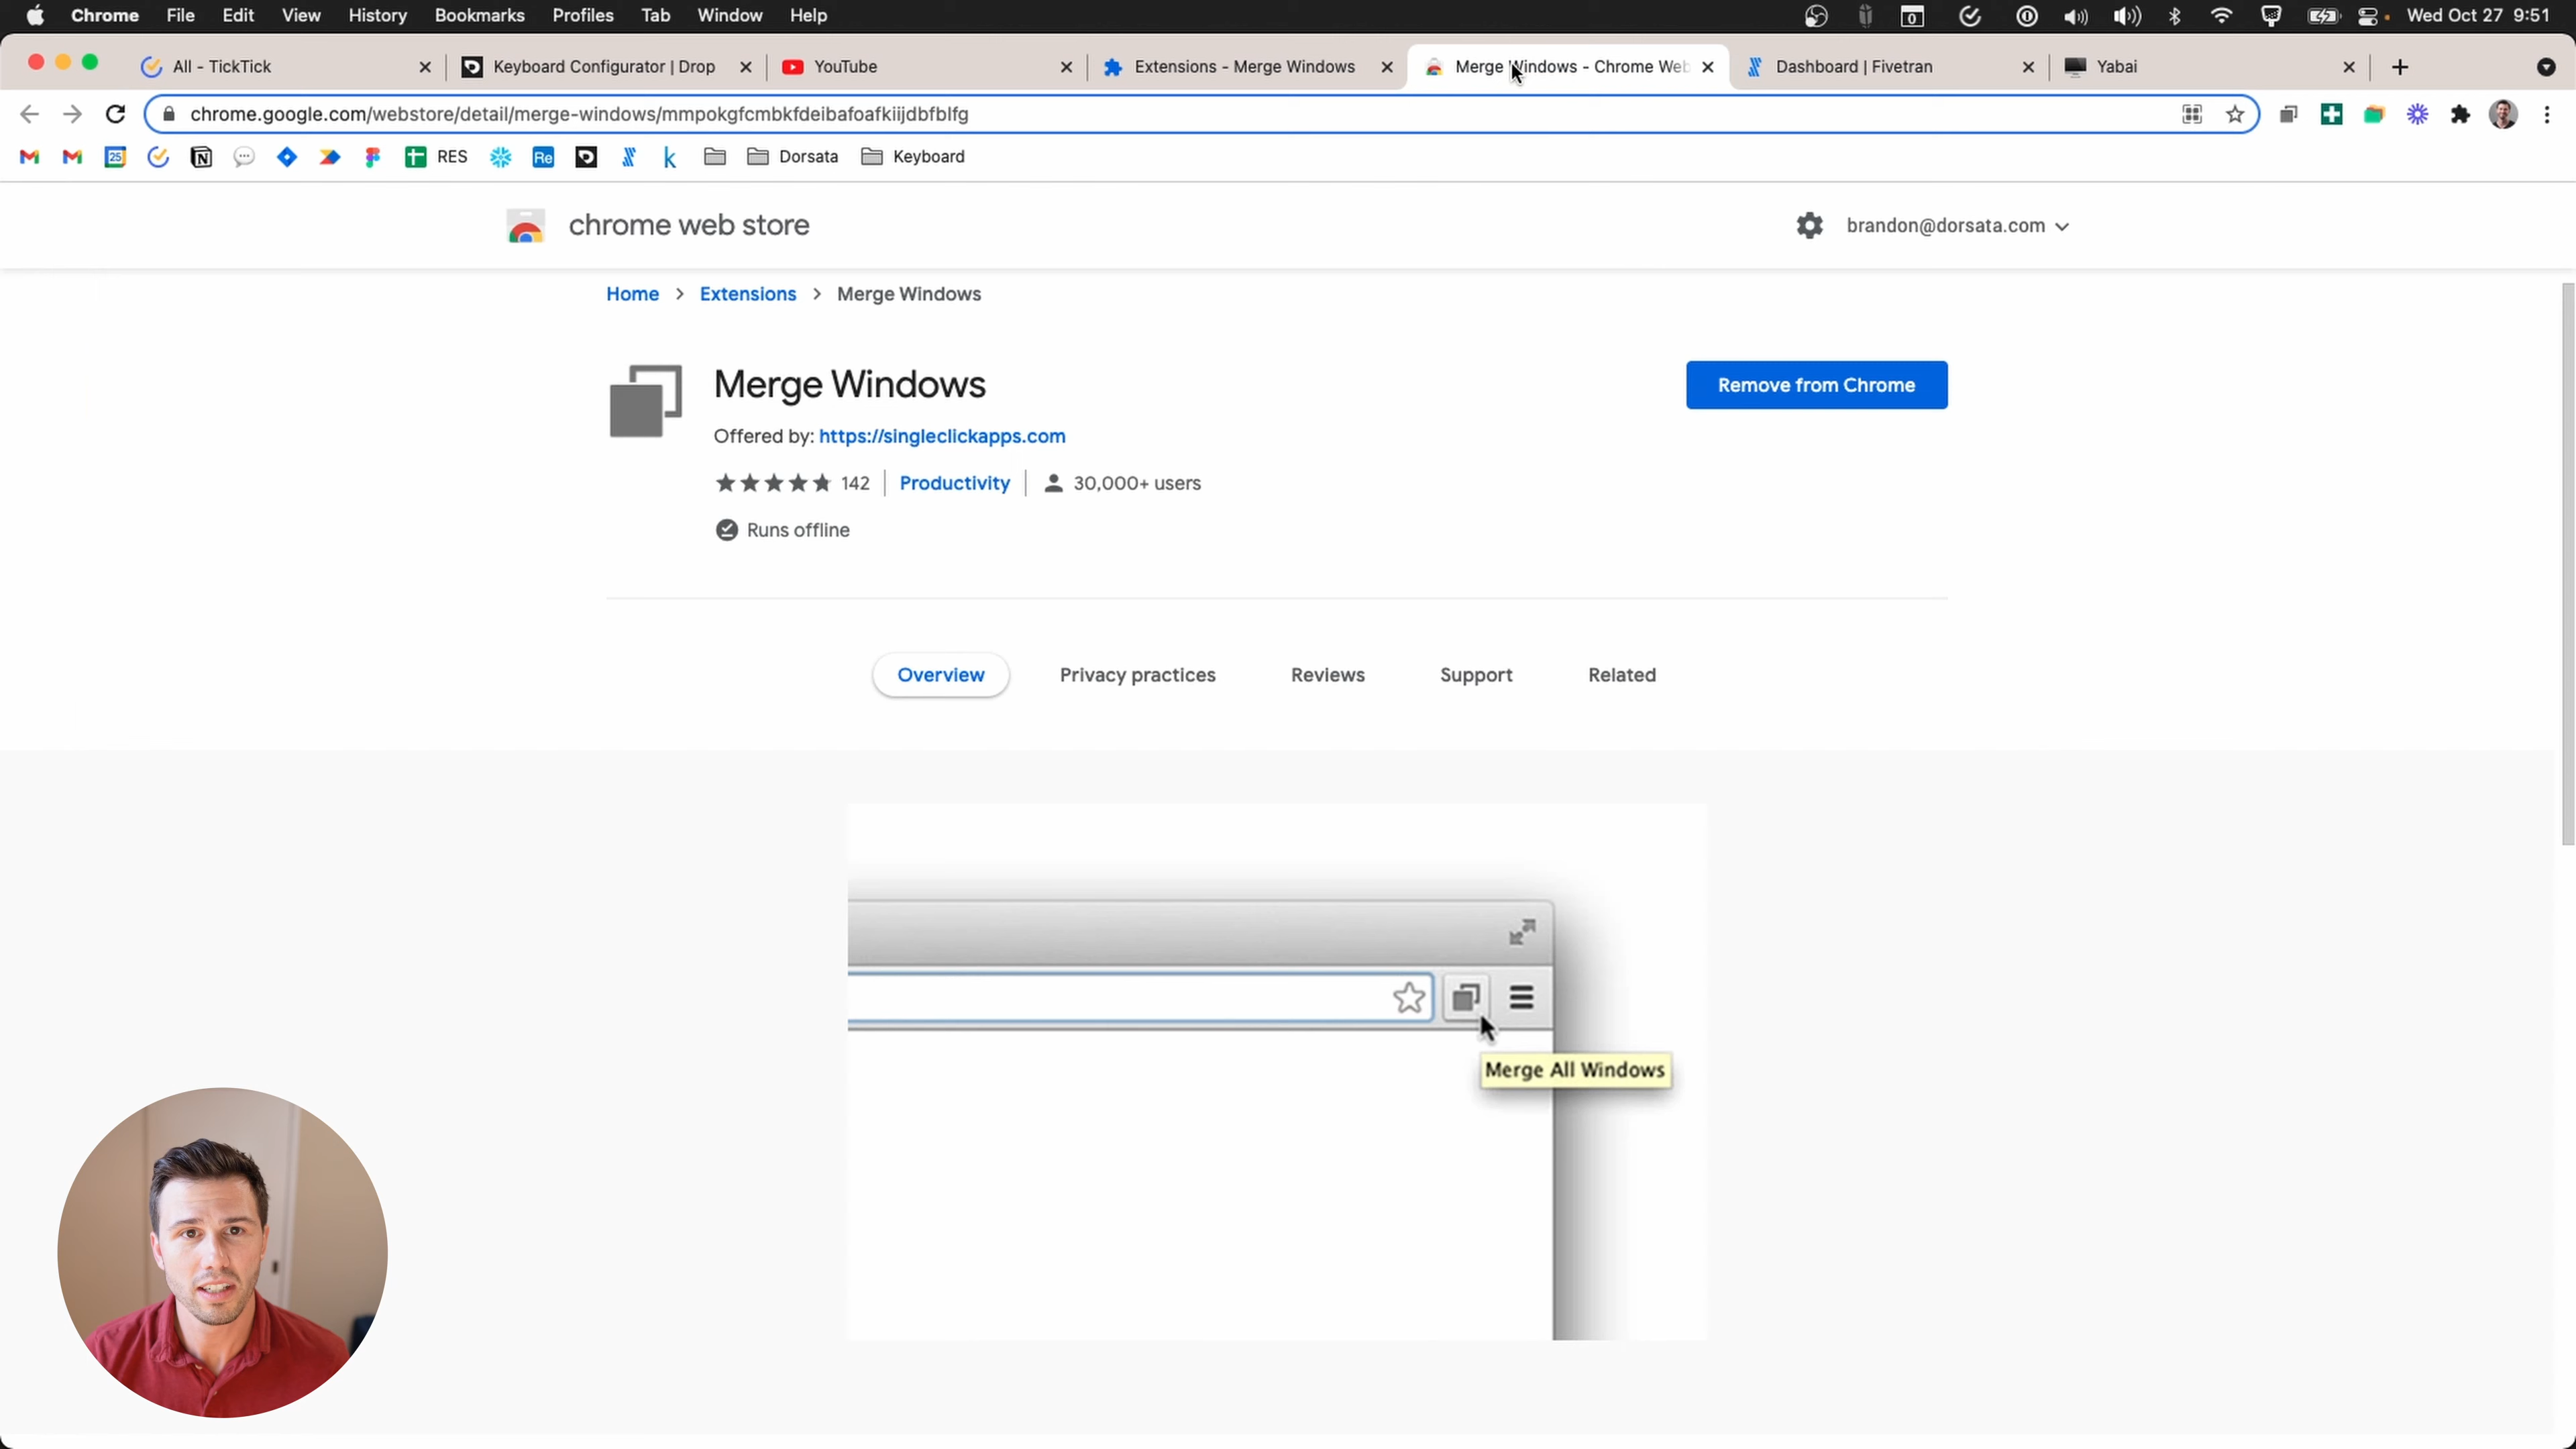 Chrome File Edit View History Bookmarks Profiles Tab Window Help 0 Wed Oct 27 9:51
All - TickTick Keyboard Configurator | Drop YouTube Extensions - Merge Windows Merge Windows - Chrome Web Dashboard | Fivetran Yabai
chrome.google.com/webstore/detail/merge-windows/mmpokgfcmbkfdeibafoafkiijdbfblfg
25 RES Re k Dorsata Keyboard
chrome web store brandon@dorsata.com
Home > Extensions > Merge Windows
Merge Windows Remove from Chrome
Offered by: https://singleclickapps.com
142 | Productivity | 30,000+ users
Runs offline
Overview Privacy practices Reviews Support Related
Merge All Windows